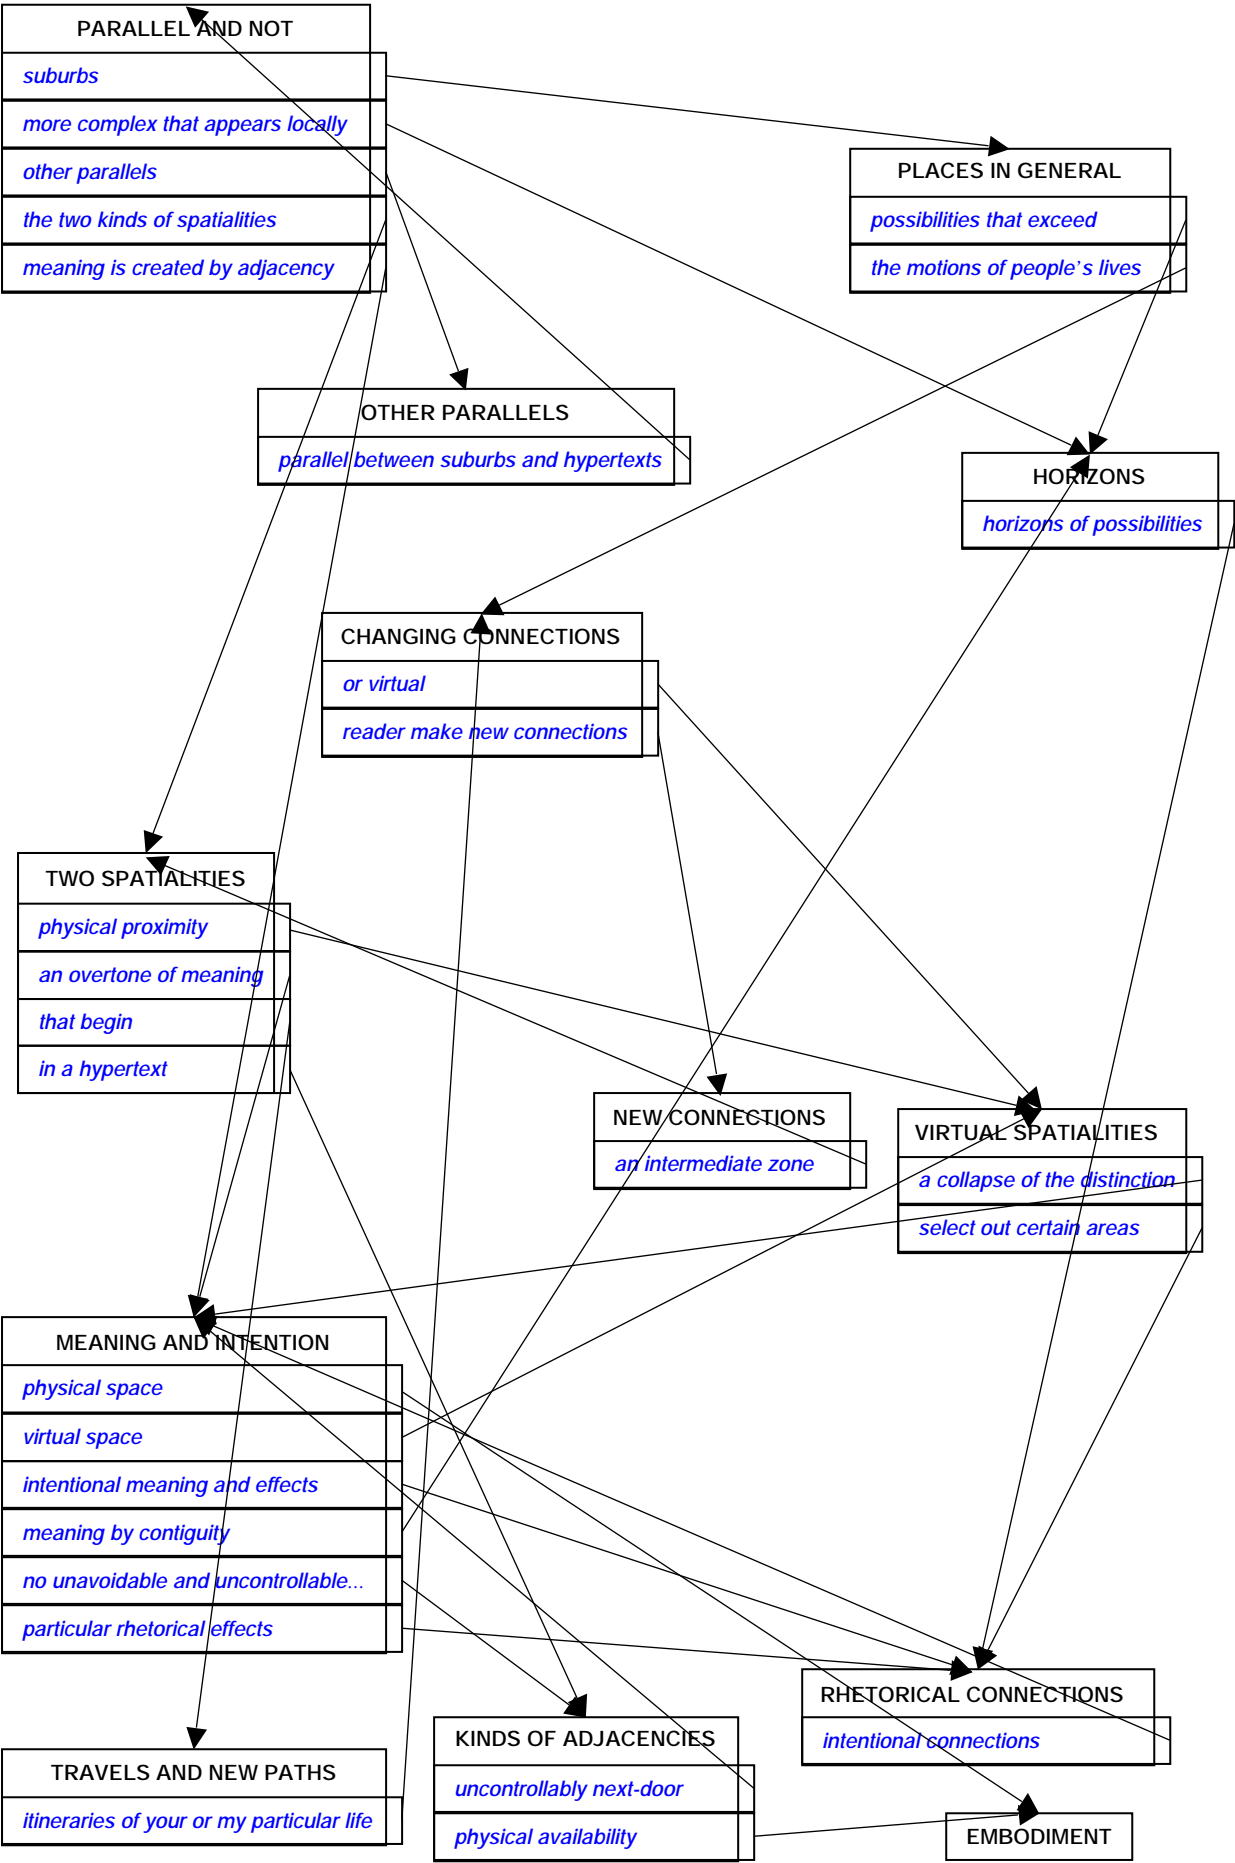 PARALLEL AND NOT
suburbs
more complex that appears locally
other parallels
the two kinds of spatialities
meaning is created by adjacency
PLACES IN GENERAL
possibilities that exceed
the motions of people's lives
OTHER PARALLELS
parallel between suburbs and hypertexts
HORIZONS
horizons of possibilities
CHANGING CONNECTIONS
or virtual
reader make new connections
TWO SPATIALITIES
physical proximity
an overtone of meaning
that begin
in a hypertext
NEW CONNECTIONS
an intermediate zone
VIRTUAL SPATIALITIES
a collapse of the distinction
select out certain areas
MEANING AND INTENTION
physical space
virtual space
intentional meaning and effects
meaning by contiguity
no unavoidable and uncontrollable...
particular rhetorical effects
RHETORICAL CONNECTIONS
intentional connections
KINDS OF ADJACENCIES
uncontrollably next-door
physical availability
TRAVELS AND NEW PATHS
itineraries of your or my particular life
EMBODIMENT